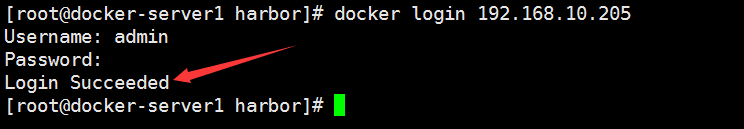 [root@docker-server1 harbor]# docker login 192.168.10.205
Username: admin
Password:
Login Succeeded
[root@docker-server1 harbor]#